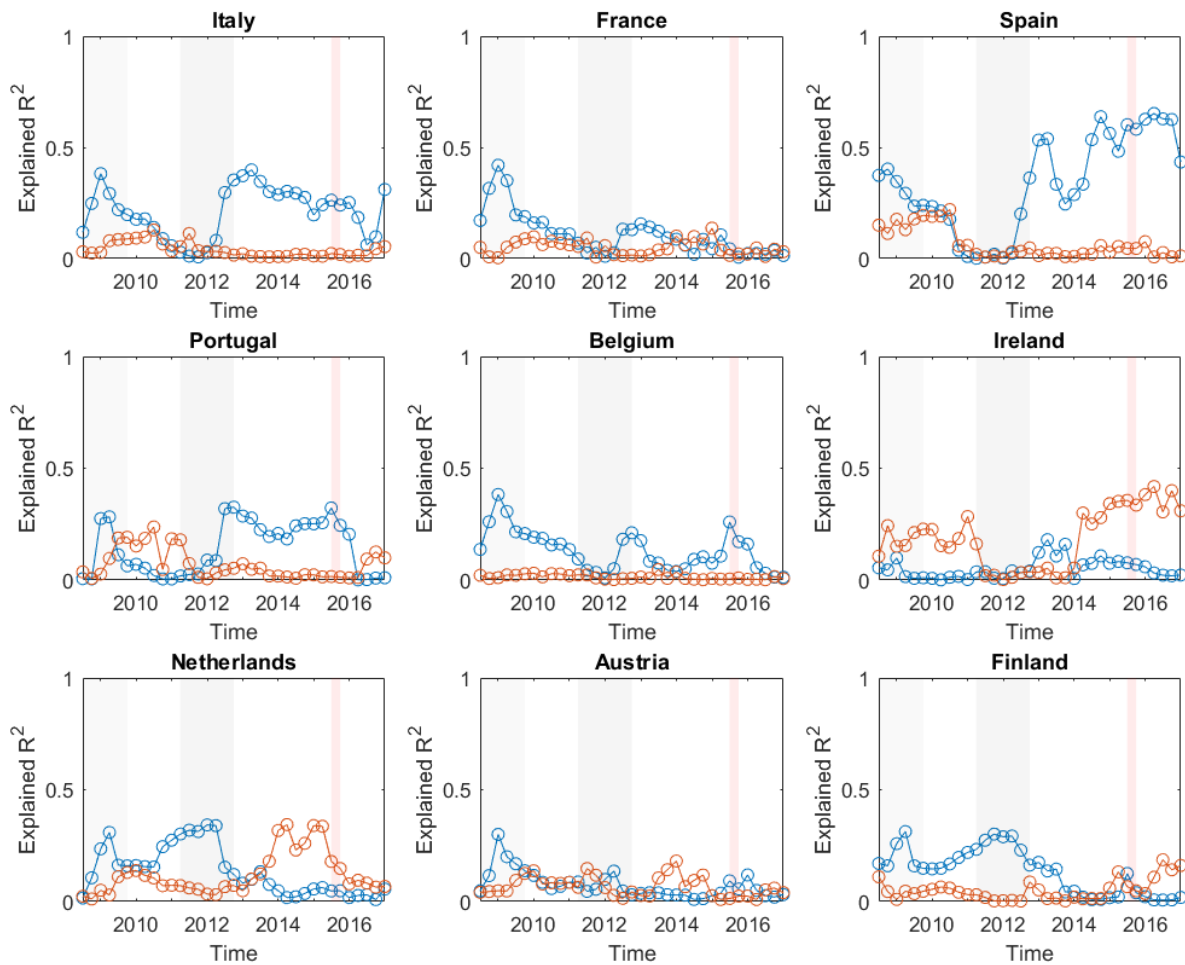 Italy
France
Spain
1
0.5
0
Explained R²
2010 2012 2014 2016
Time
1
0.5
0
Explained R²
2010 2012 2014 2016
Time
1
0.5
0
Explained R²
2010 2012 2014 2016
Time
Portugal
Belgium
Ireland
1
0.5
0
Explained R²
2010 2012 2014 2016
Time
1
0.5
0
Explained R²
2010 2012 2014 2016
Time
1
0.5
0
Explained R²
2010 2012 2014 2016
Time
Netherlands
Austria
Finland
1
0.5
0
Explained R²
2010 2012 2014 2016
Time
1
0.5
0
Explained R²
2010 2012 2014 2016
Time
1
0.5
0
Explained R²
2010 2012 2014 2016
Time